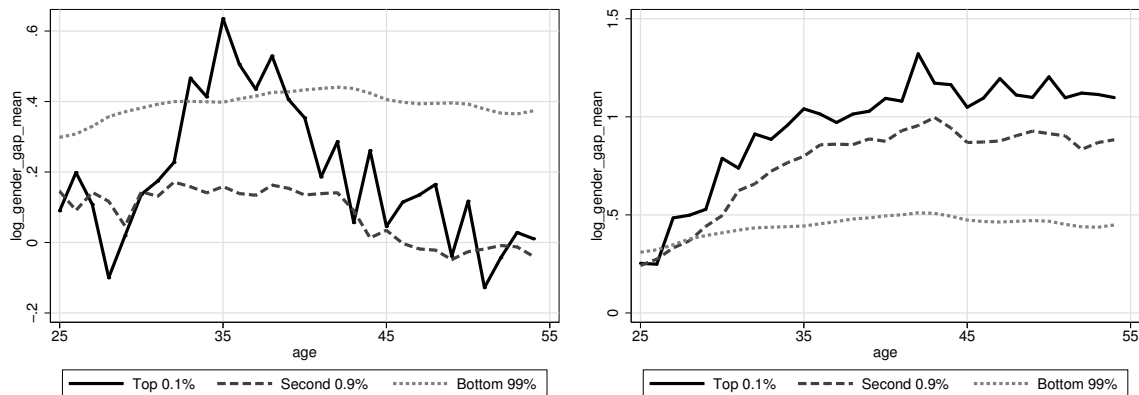 log_gender_gap_mean
.6
.4
.2
0
-.2
25 35 45 55
age
Top 0.1% Second 0.9% Bottom 99%
log_gender_gap_mean
1.5
1
.5
0
25 35 45 55
age
Top 0.1% Second 0.9% Bottom 99%